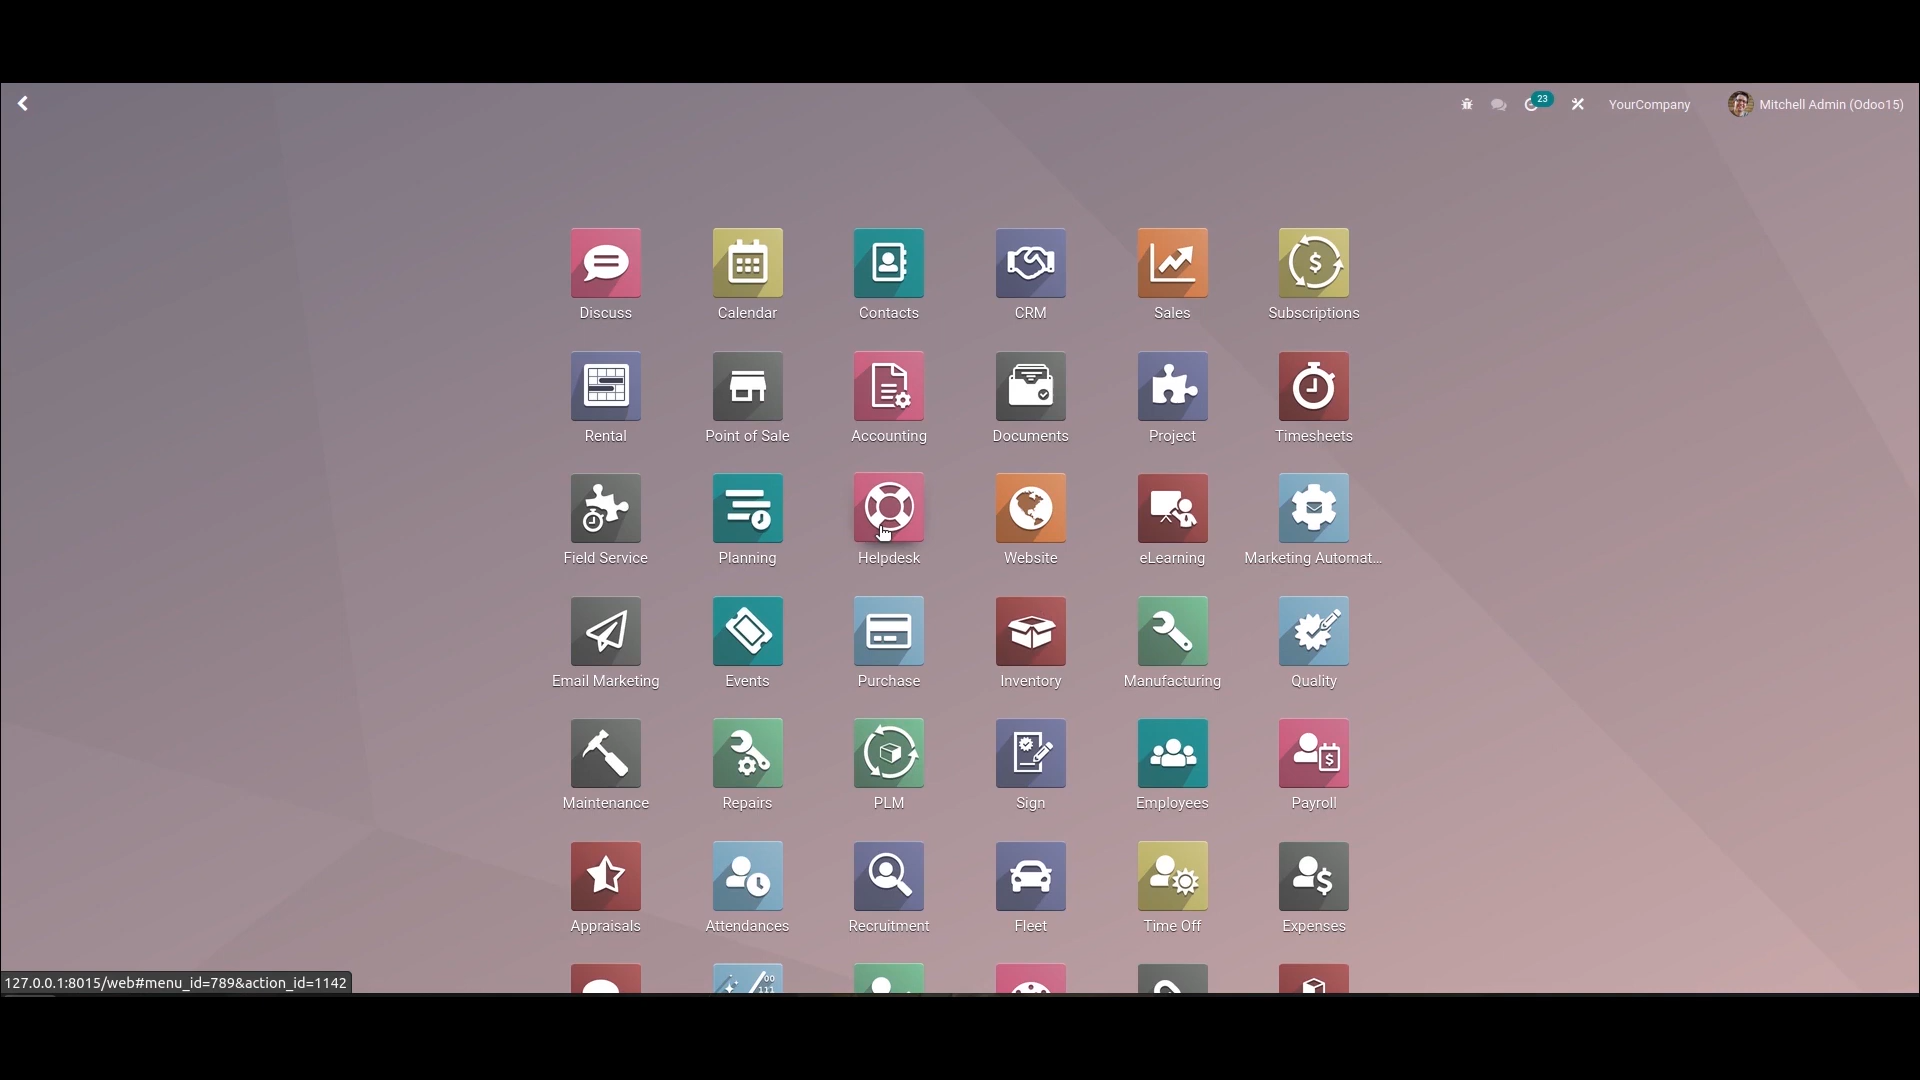 23
YourCompany
Mitchell Admin (Odoo15)
Discuss
Calendar
Contacts
CRM
Sales
Subscriptions
Rental
Point of Sale
Accounting
Documents
Project
Timesheets
Field Service
Planning
Helpdesk
Website
eLearning
Marketing Automat...
Email Marketing
Events
Purchase
Inventory
Manufacturing
Quality
Maintenance
Repairs
PLM
Sign
Employees
Payroll
Appraisals
Attendances
Recruitment
Fleet
Time Off
Expenses
127.0.0.1:8015/web#menu_id=789&action_id=1142